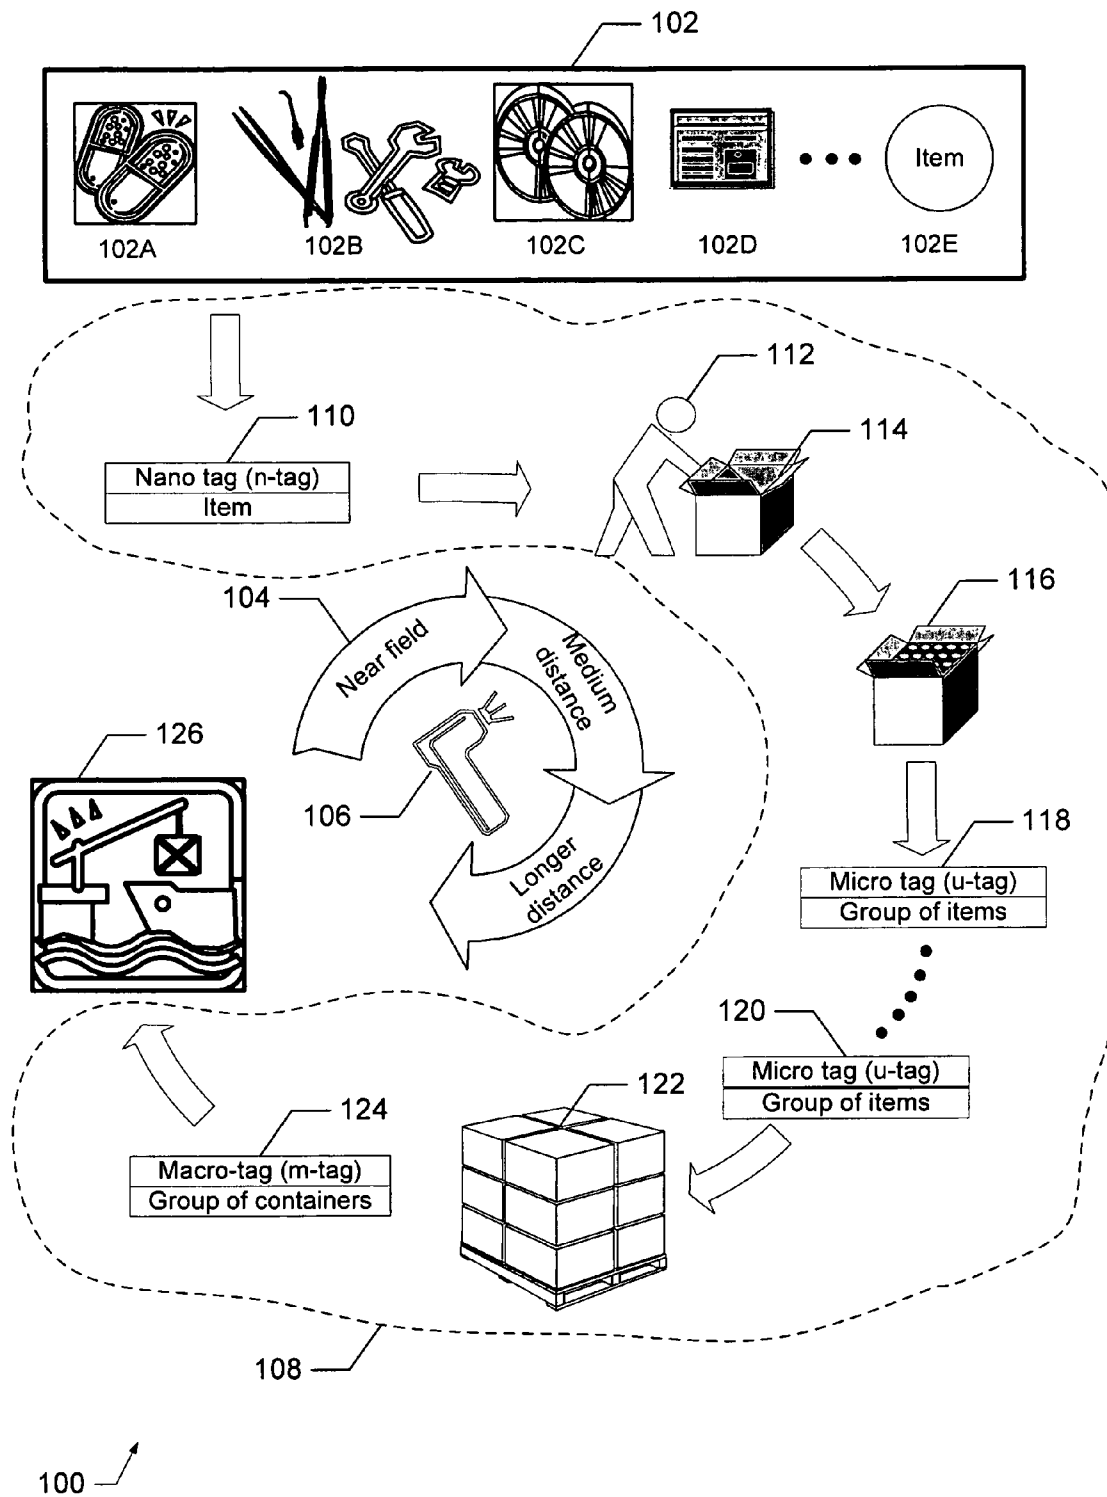 102
102A
102B
102C
102D
Item
102E
112
110
114
Nano tag (n-tag)
Item
116
104
Near field
Medium
distance
126
106
118
Longer
distance
Micro tag (u-tag)
Group of items
120
Micro tag (u-tag)
Group of items
122
124
Macro-tag (m-tag)
Group of containers
108
100